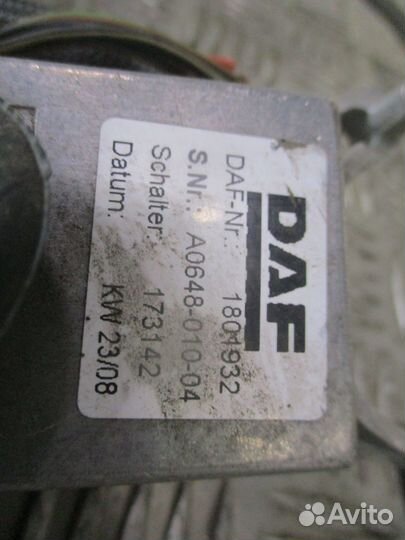 DAF
DAF-Nr.: 1801932
S.Nr.: A0648-010-04
Schalter: 173142
Datum: KW 23/08
Avito